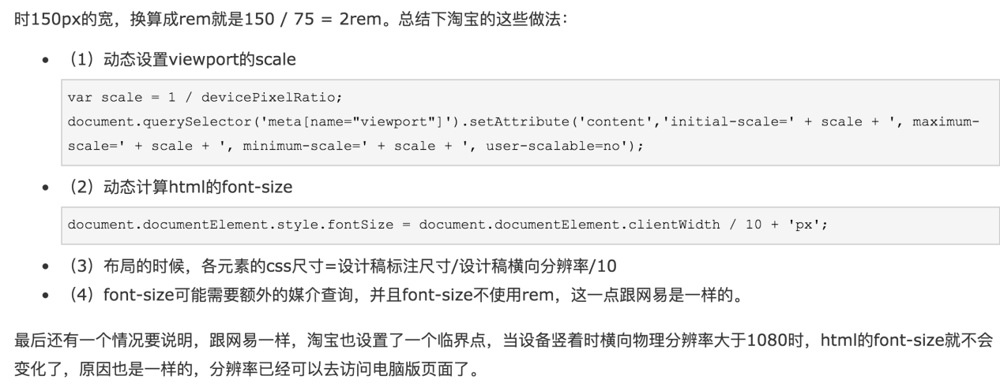 时150px的宽，换算成rem就是150 / 75 = 2rem。总结下淘宝的这些做法：
• （1）动态设置viewport的scale
var scale = 1 / devicePixelRatio;
document.querySelector('meta[name="viewport"]').setAttribute('content','initial-scale=' + scale + ', maximum-
scale=' + scale + ', minimum-scale=' + scale + ', user-scalable=no');
• （2）动态计算html的font-size
document.documentElement.style.fontSize = document.documentElement.clientWidth / 10 + 'px';
• （3）布局的时候，各元素的css尺寸=设计稿标注尺寸/设计稿横向分辨率/10
• （4）font-size可能需要额外的媒介查询，并且font-size不使用rem，这一点跟网易是一样的。
最后还有一个情况要说明，跟网易一样，淘宝也设置了一个临界点，当设备竖着时横向物理分辨率大于1080时，html的font-size就不会
变化了，原因也是一样的，分辨率已经可以去访问电脑版页面了。